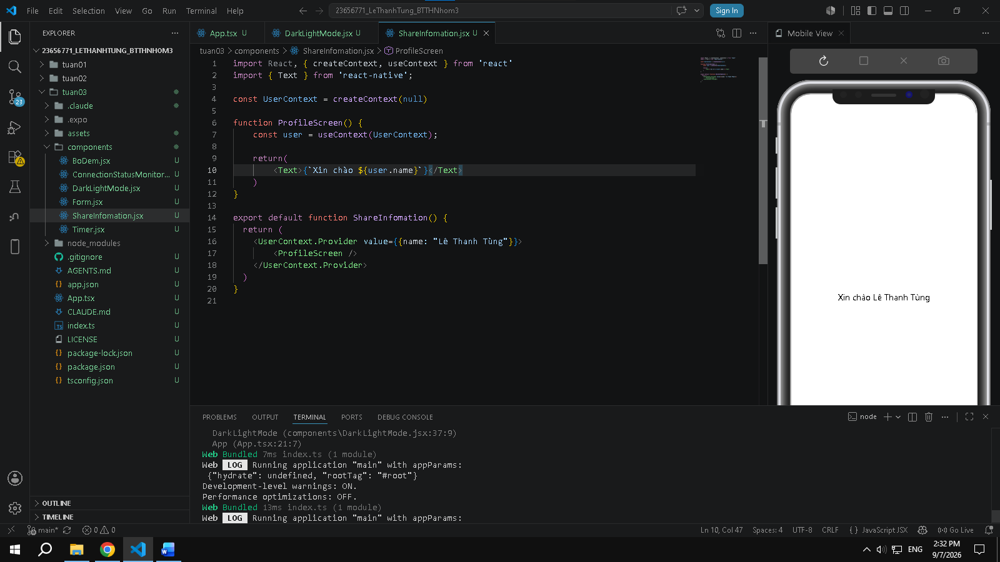 File Edit Selection View Go Run Terminal Help
23656771_LeThanhTung_BTTHNhom3
Sign In
EXPLORER
23656771_LETHANHTUNG_BTTHNHOM3
tuan01
tuan02
tuan03
.claude
.expo
assets
components
BoDem.jsx U
ConnectionStatusMonitor... U
DarkLightMode.jsx U
Form.jsx U
ShareInfomation.jsx U
Timer.jsx U
node_modules
.gitignore U
AGENTS.md U
app.json U
App.tsx U
CLAUDE.md U
index.ts U
LICENSE U
package-lock.json U
package.json U
tsconfig.json U
OUTLINE
TIMELINE
23
App.tsx U
DarkLightMode.jsx U
ShareInfomation.jsx U
tuan03 > components > ShareInfomation.jsx > ProfileScreen
1 import React, { createContext, useContext } from 'react'
2 import { Text } from 'react-native';
3
4 const UserContext = createContext(null)
5
6 function ProfileScreen() {
7 const user = useContext(UserContext);
8
9 return(
10 <Text>{`Xin chào ${user.name}`}</Text>
11 )
12 }
13
14 export default function ShareInfomation() {
15 return (
16 <UserContext.Provider value={{name: "Lê Thanh Tùng"}}>
17 <ProfileScreen />
18 </UserContext.Provider>
19 )
20 }
21
Mobile View
Xin chào Lê Thanh Tùng
PROBLEMS OUTPUT TERMINAL PORTS DEBUG CONSOLE
node
DarkLightMode (components\DarkLightMode.jsx:37:9)
App (App.tsx:21:7)
Web Bundled 7ms index.ts (1 module)
Web LOG Running application "main" with appParams:
{"hydrate": undefined, "rootTag": "#root"}
Development-level warnings: ON.
Performance optimizations: OFF.
Web Bundled 13ms index.ts (1 module)
Web LOG Running application "main" with appParams:
main* 0 0
Ln 10, Col 47 Spaces: 4 UTF-8 CRLF { } JavaScript JSX Go Live
ENG
2:32 PM
9/7/2026